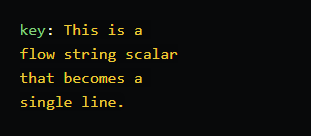 key: This is a
flow string scalar
that becomes a
single line.